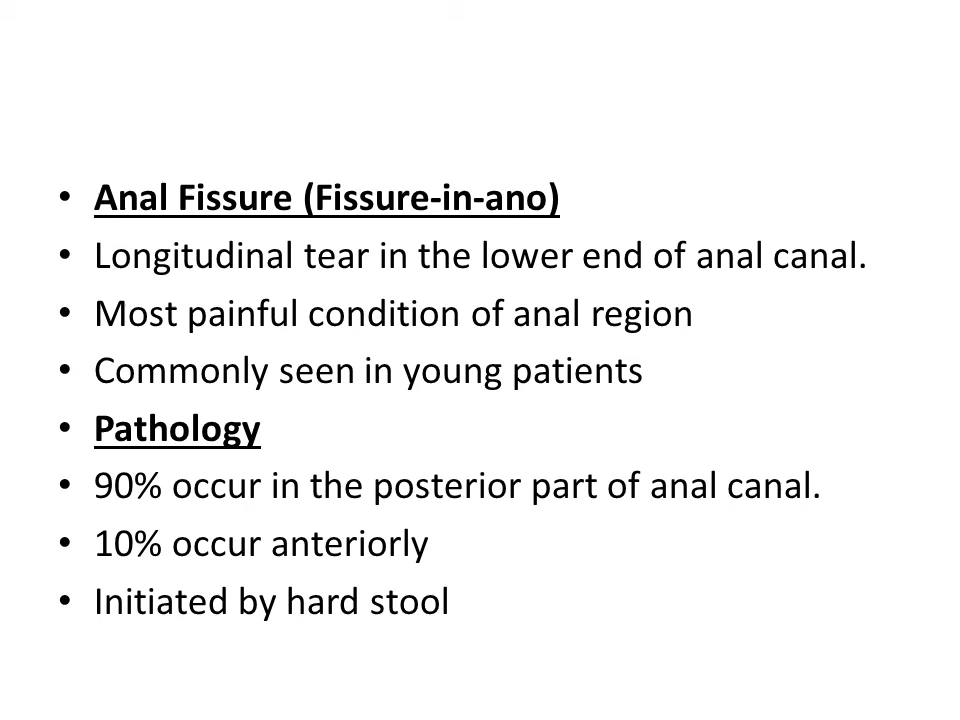 • Anal Fissure (Fissure-in-ano)
• Longitudinal tear in the lower end of anal canal.
• Most painful condition of anal region
• Commonly seen in young patients
• Pathology
• 90% occur in the posterior part of anal canal.
• 10% occur anteriorly
• Initiated by hard stool